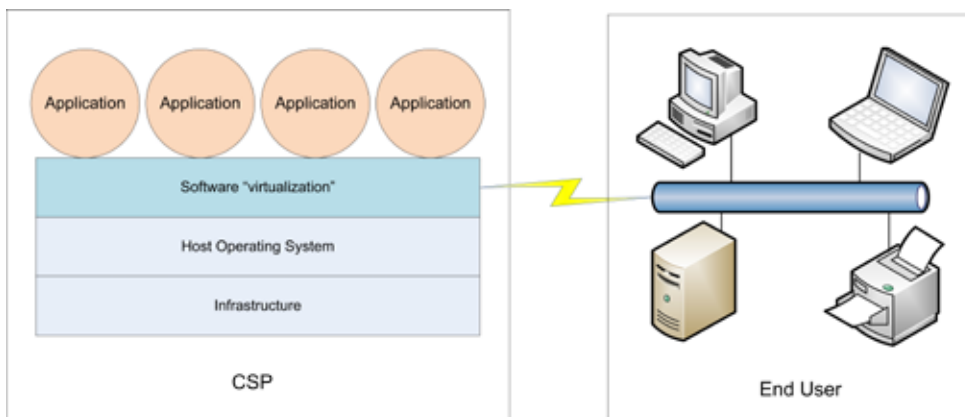 Application Application Application Application
Software “virtualization”
Host Operating System
Infrastructure
CSP
End User